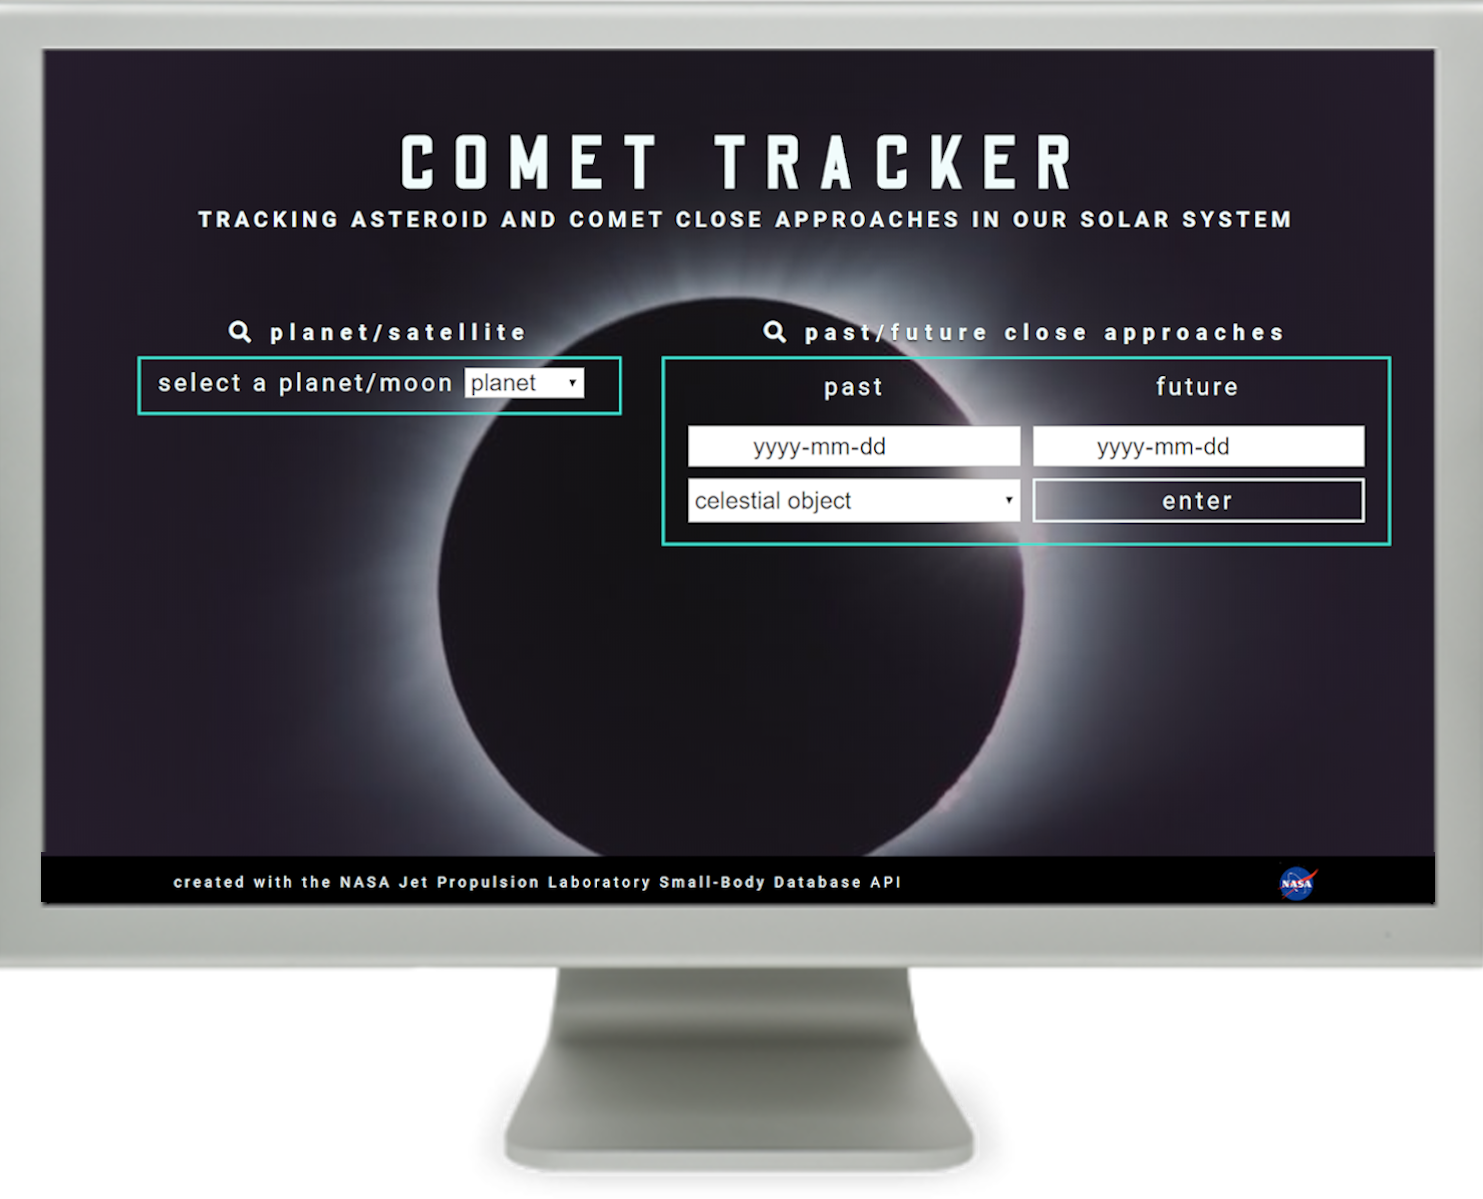 COMET TRACKER
TRACKING ASTEROID AND COMET CLOSE APPROACHES IN OUR SOLAR SYSTEM
planet/satellite
select a planet/moon planet
past/future close approaches
past future
yyyy-mm-dd yyyy-mm-dd
celestial object enter
created with the NASA Jet Propulsion Laboratory Small-Body Database API
NASA